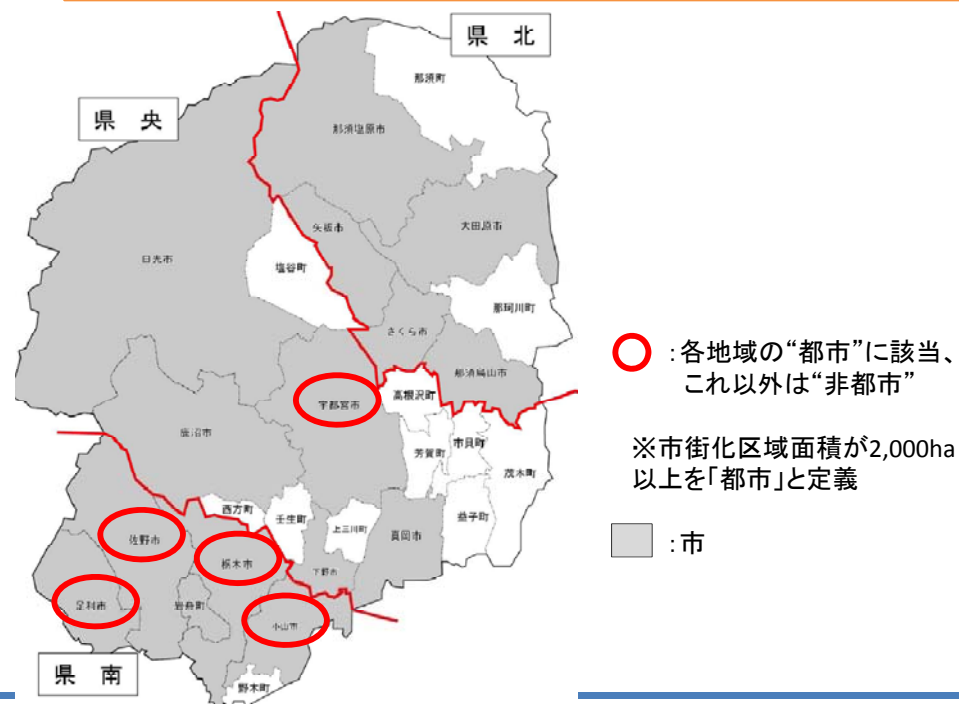 県 北
那須町
県 央
那須塩原市
矢板市
大田原市
日光市
塩谷町
那珂川町
さくら市
那須烏山市
高根沢町
宇都宮市
鹿沼市
芳賀町
市貝町
茂木町
西方町
壬生町
上三川町
真岡市
益子町
佐野市
栃木市
下野市
足利市
岩舟町
小山市
県 南
野木町
:各地域の“都市”に該当、
これ以外は“非都市”
※市街化区域面積が2,000ha
以上を「都市」と定義
:市